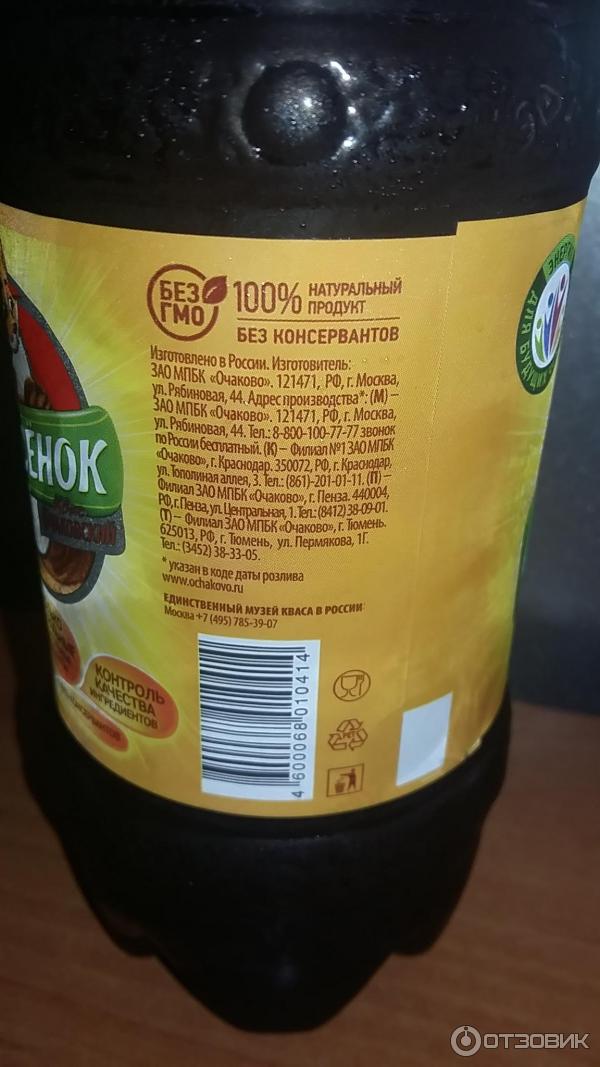 БЕЗ
ГМО
100% НАТУРАЛЬНЫЙ
ПРОДУКТ
БЕЗ КОНСЕРВАНТОВ
Изготовлено в России. Изготовитель:
ЗАО МПБК «Очаково». 121471, РФ, г. Москва,
ул. Рябиновая, 44. Адрес производства*: (М) –
ЗАО МПБК «Очаково». 121471, РФ, г. Москва,
ул. Рябиновая, 44. Тел.: 8-800-100-77-77 звонок
по России бесплатный. (К) – Филиал №1 ЗАО МПБК
«Очаково», г. Краснодар. 350072, РФ, г. Краснодар,
ул. Тополиная аллея, 3. Тел.: (861)-201-01-11. (П) –
Филиал ЗАО МПБК «Очаково», г. Пенза. 440004,
РФ, г. Пенза, ул. Центральная, 1. Тел.: (8412) 38-09-01.
(Т) – Филиал ЗАО МПБК «Очаково», г. Тюмень.
625013, РФ, г. Тюмень, ул. Пермякова, 1Г.
Тел.: (3452) 38-33-05.
* указан в коде даты розлива
www.ochakovo.ru
ЕДИНСТВЕННЫЙ МУЗЕЙ КВАСА В РОССИИ
Москва +7 (495) 785-39-07
4 600068 010414
ЁНОК
КОНТРОЛЬ
КАЧЕСТВА
ИНГРЕДИЕНТОВ
ДЛЯ БУДУЩИХ
ОТЗОВИК